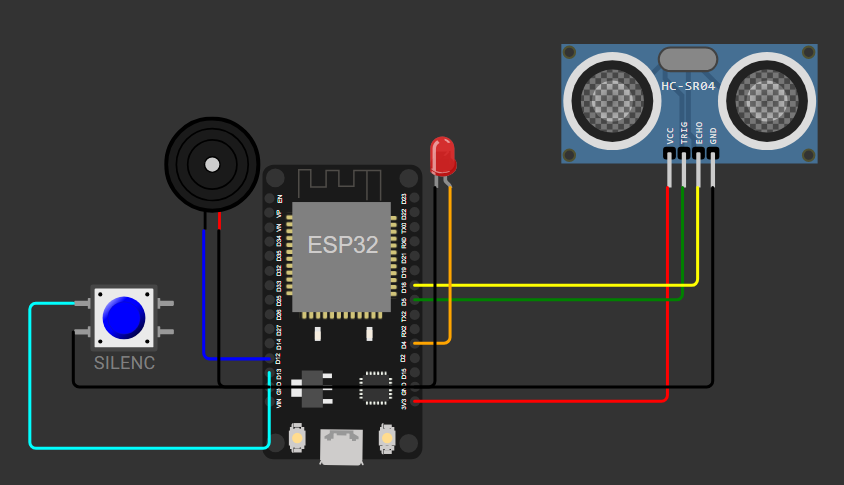 HC-SR04
VCC
TRIG
ECHO
GND
ESP32
EN
VP
VN
D34
D35
D32
D33
D25
D26
D27
D14
D12
D13
GND
VIN
D23
D22
TX0
RX0
D21
D19
D18
D5
TX2
RX2
D4
D2
D15
GND
3V3
SILENC